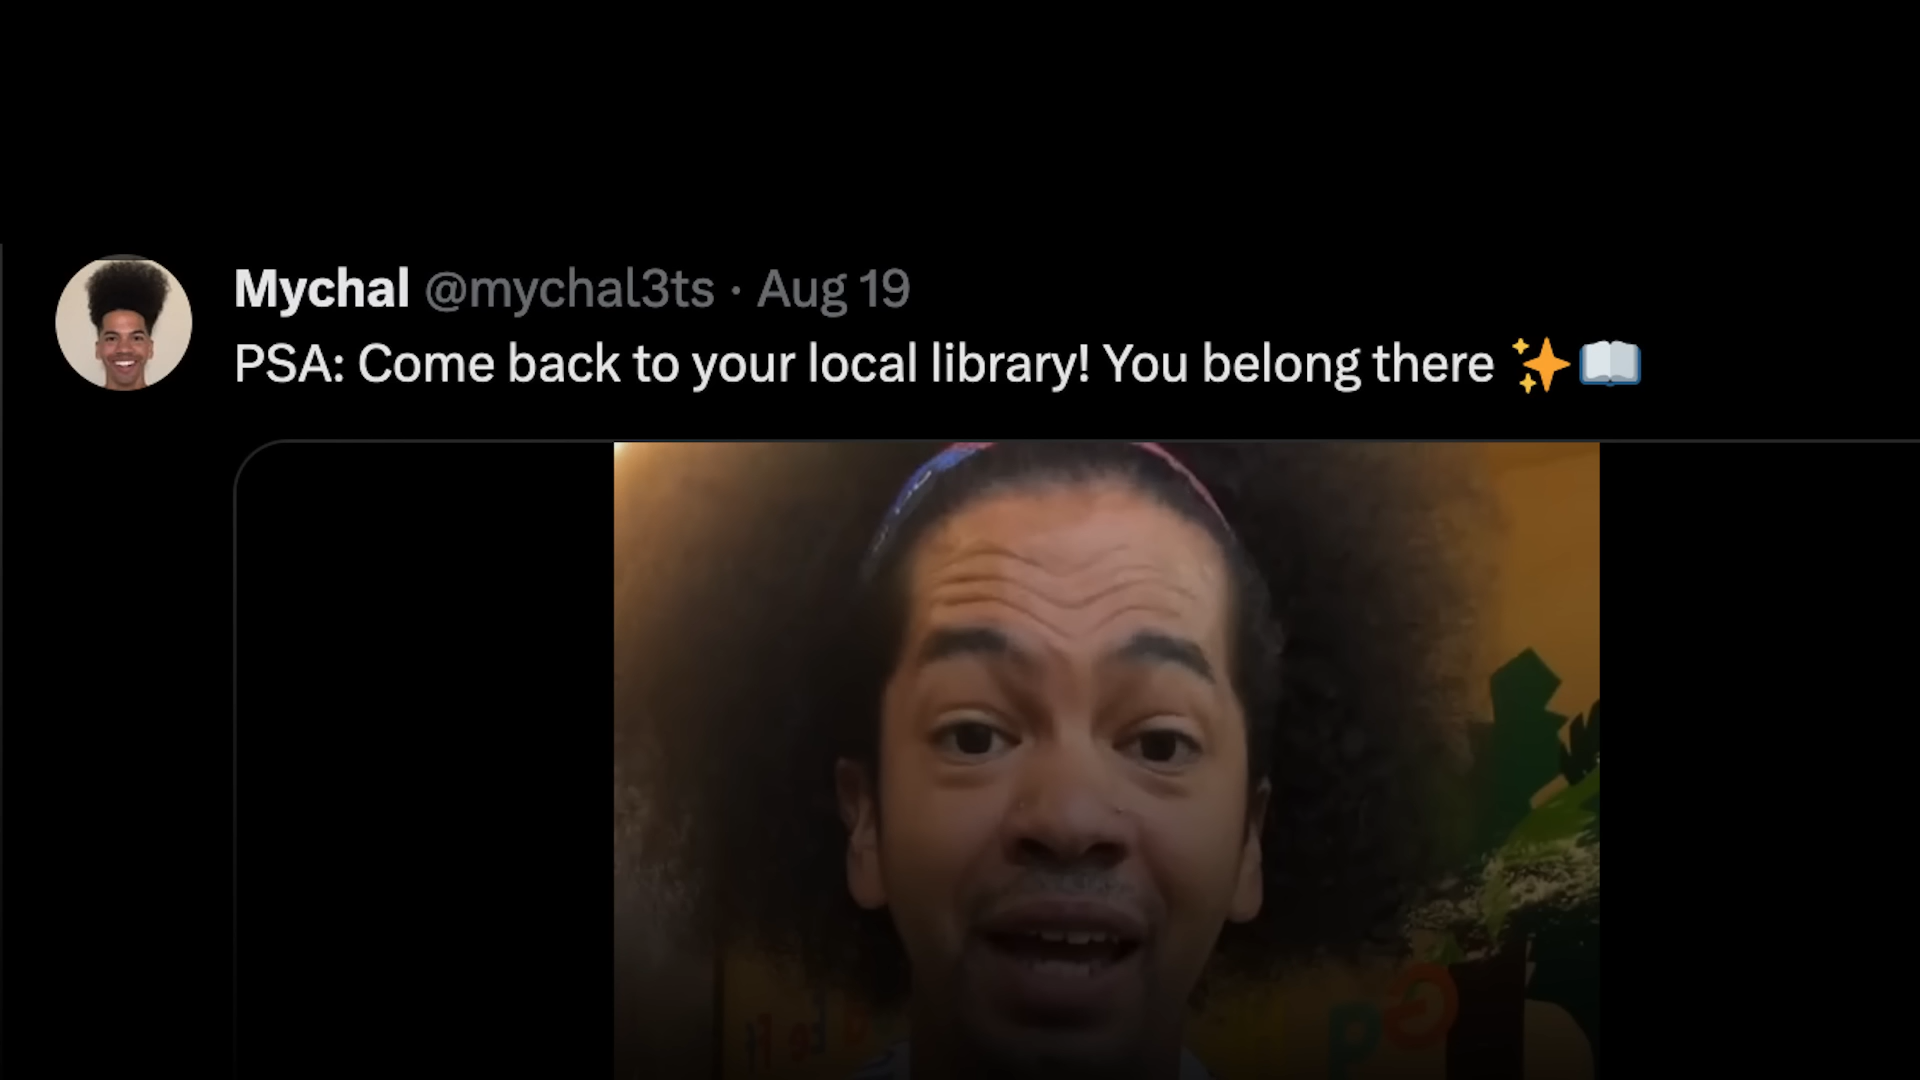 Mychal @mychal3ts · Aug 19
PSA: Come back to your local library! You belong there ✨📖